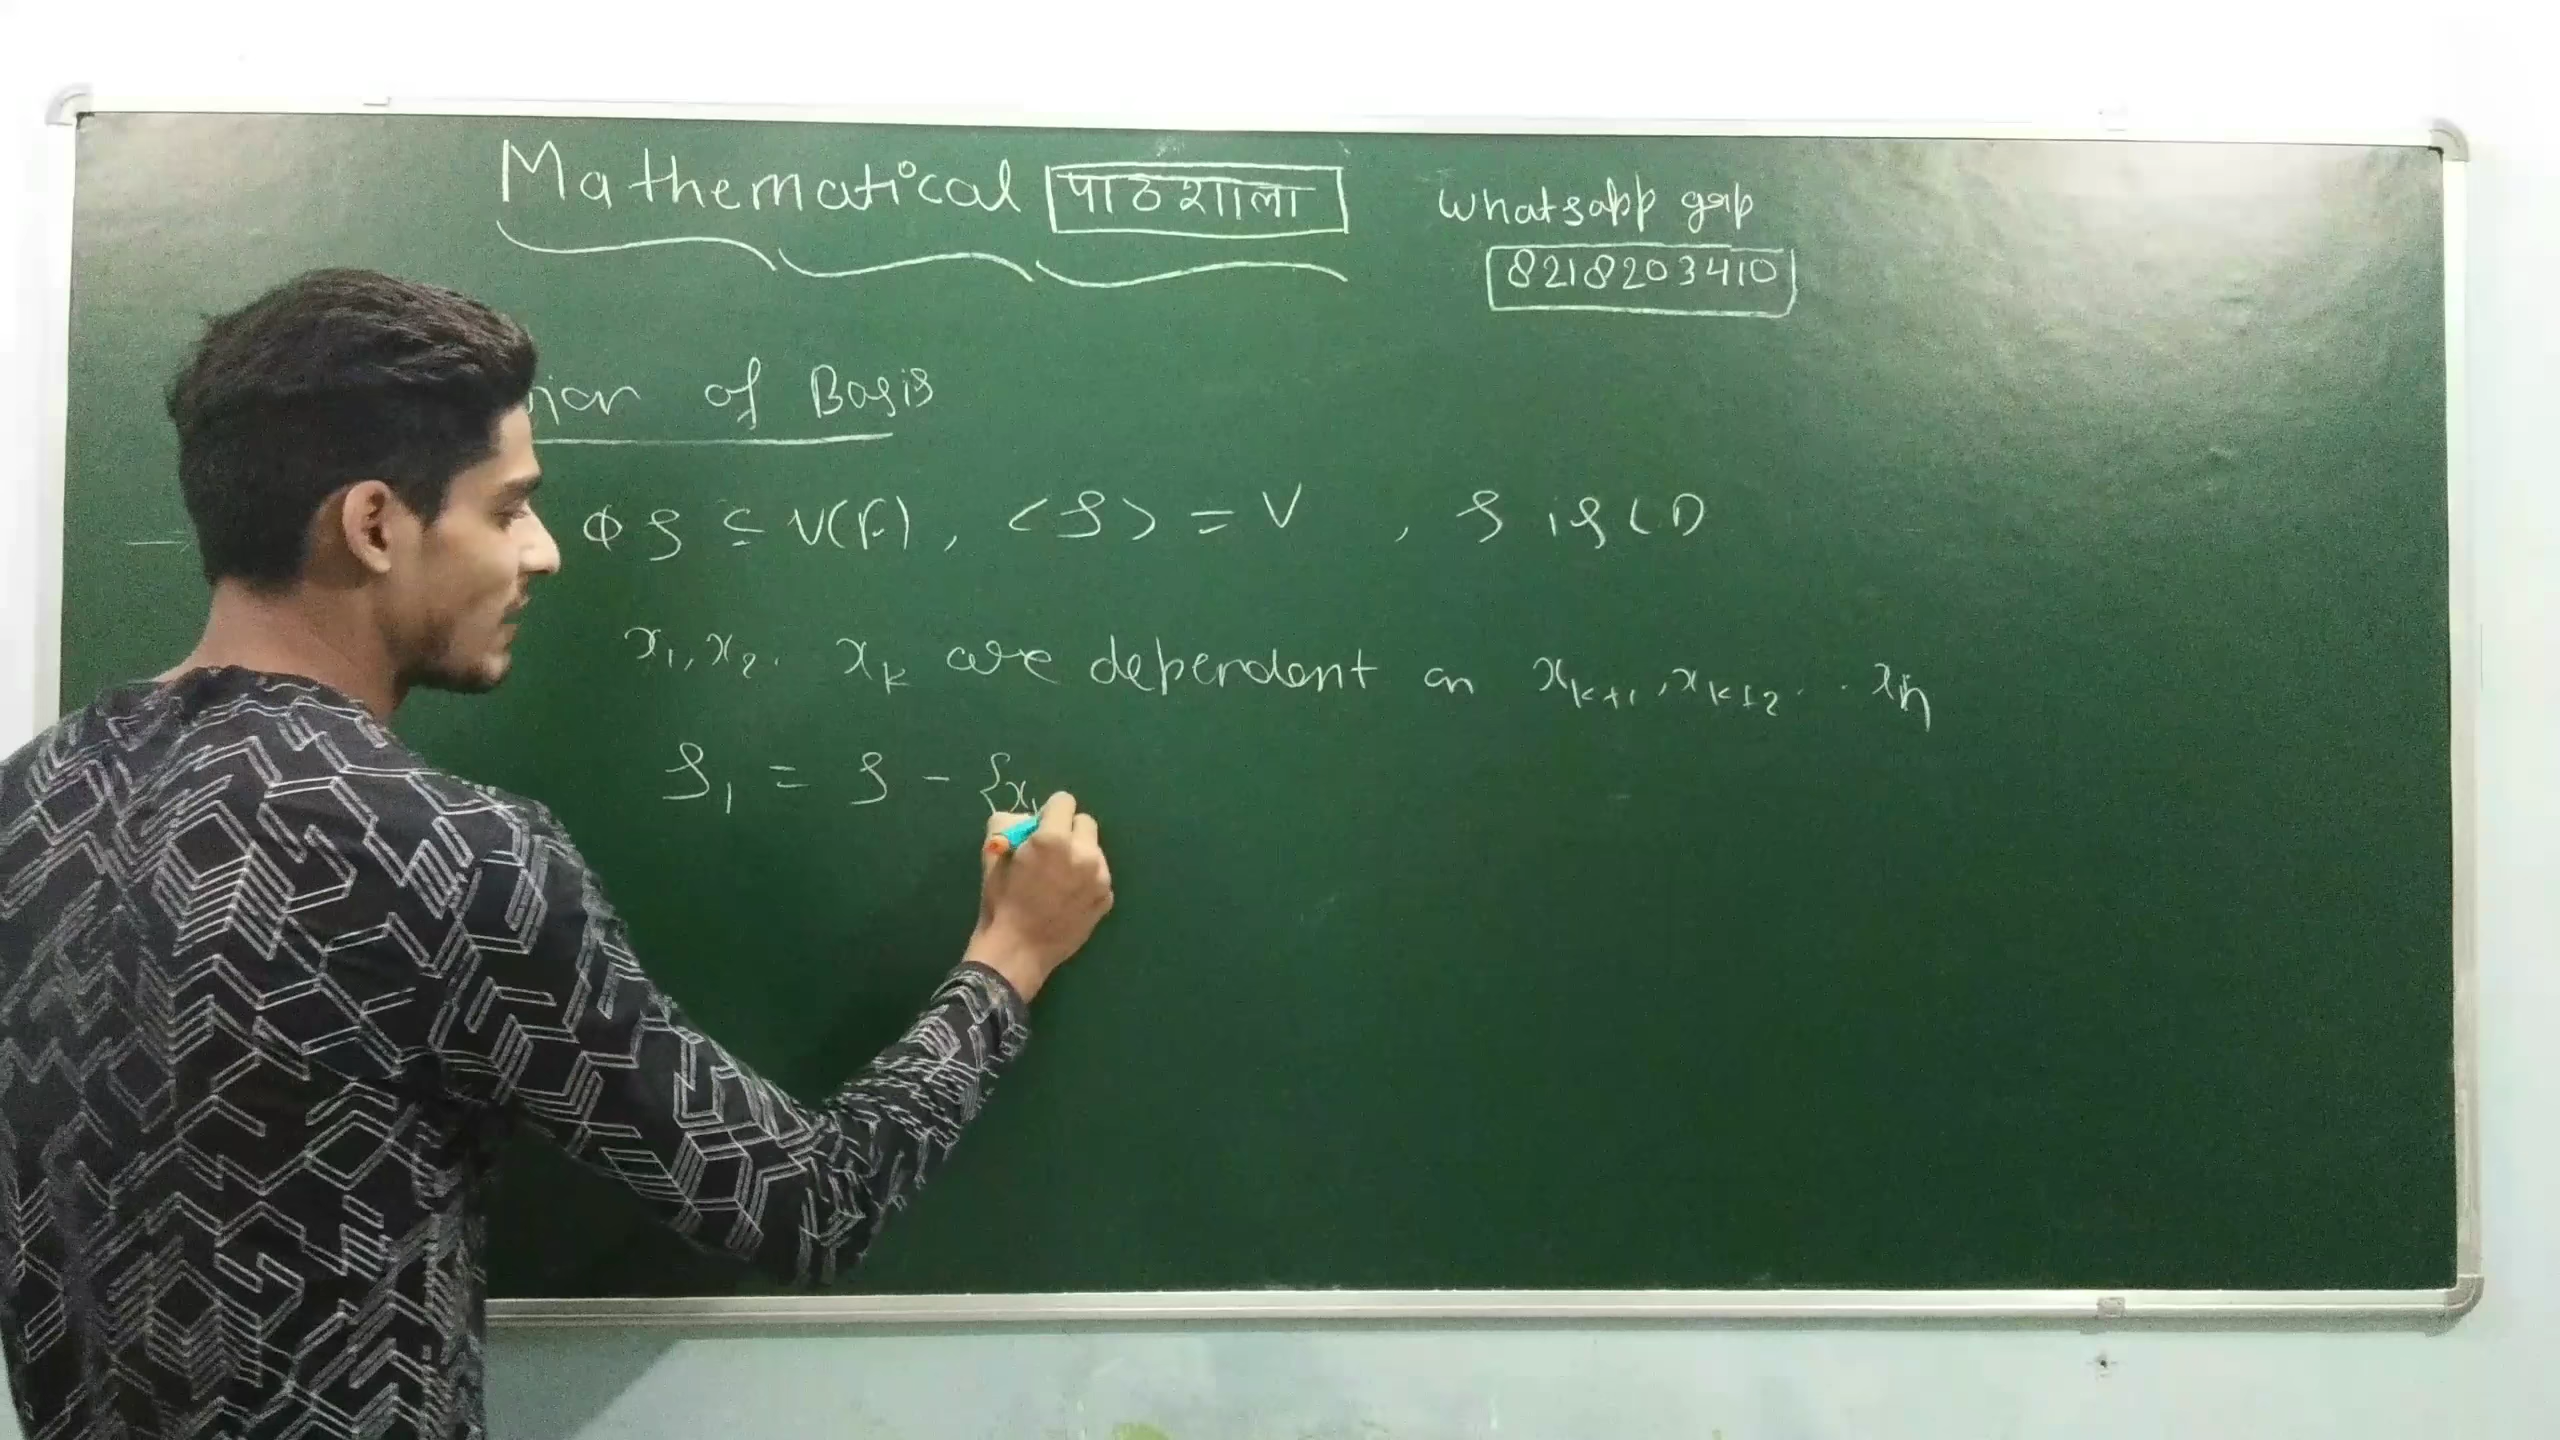 Mathematical पाठशाला
Whatsapp grp
8218203410
of Basis
ϕ S ⊆ V(F), <S> = V , S is LD
x₁, x₂. xₖ are dependent on xₖ₊₁, xₖ₊₂. . xₙ
S₁ = S - {x₁